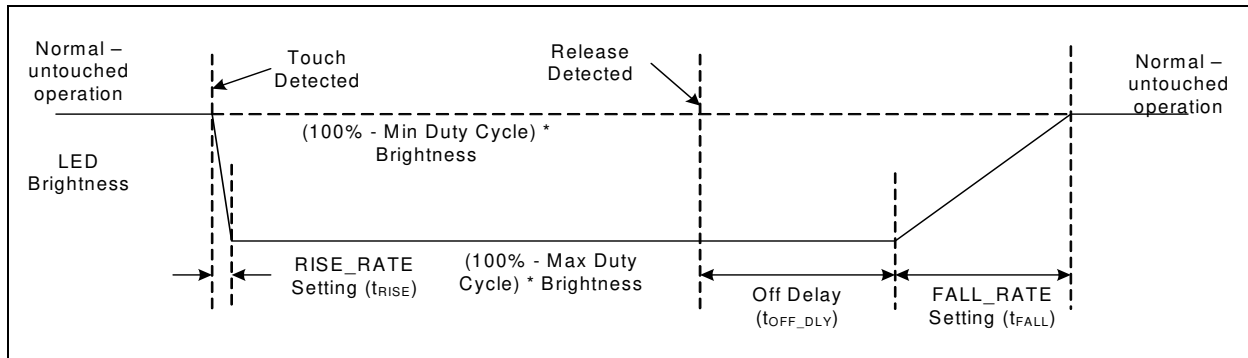 Normal –
untouched
operation
Touch
Detected
Release
Detected
Normal –
untouched
operation
(100% - Min Duty Cycle) *
Brightness
LED
Brightness
RISE_RATE
Setting (tRISE)
(100% - Max Duty
Cycle) * Brightness
Off Delay
(tOFF_DLY)
FALL_RATE
Setting (tFALL)